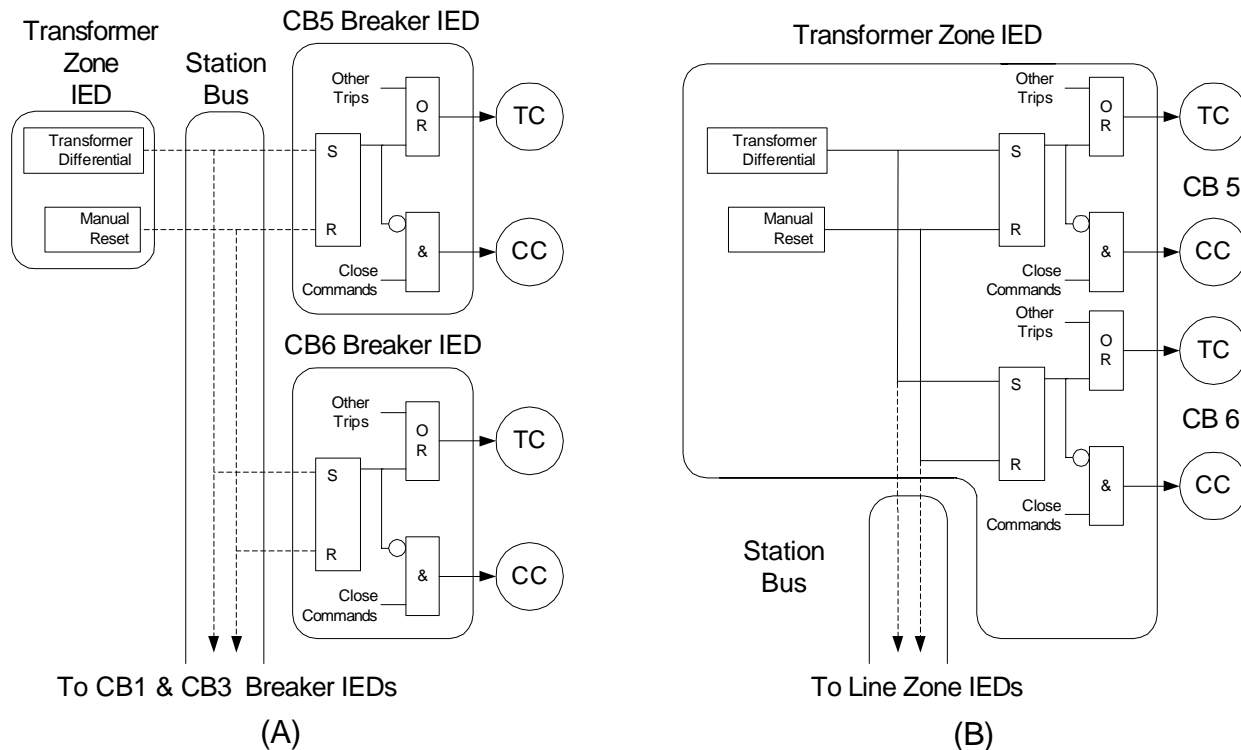 CB5 Breaker IED
Transformer
Zone
IED
Station
Bus
Transformer
Differential
Manual
Reset
Other
Trips
O
R
TC
S
R
&
CC
Close
Commands
CB6 Breaker IED
Other
Trips
O
R
TC
S
R
&
CC
Close
Commands
To CB1 & CB3 Breaker IEDs
(A)
Transformer Zone IED
Transformer
Differential
Manual
Reset
Other
Trips
O
R
TC
S
R
CB 5
&
CC
Close
Commands
Other
Trips
O
R
TC
S
R
CB 6
&
CC
Close
Commands
Station
Bus
To Line Zone IEDs
(B)